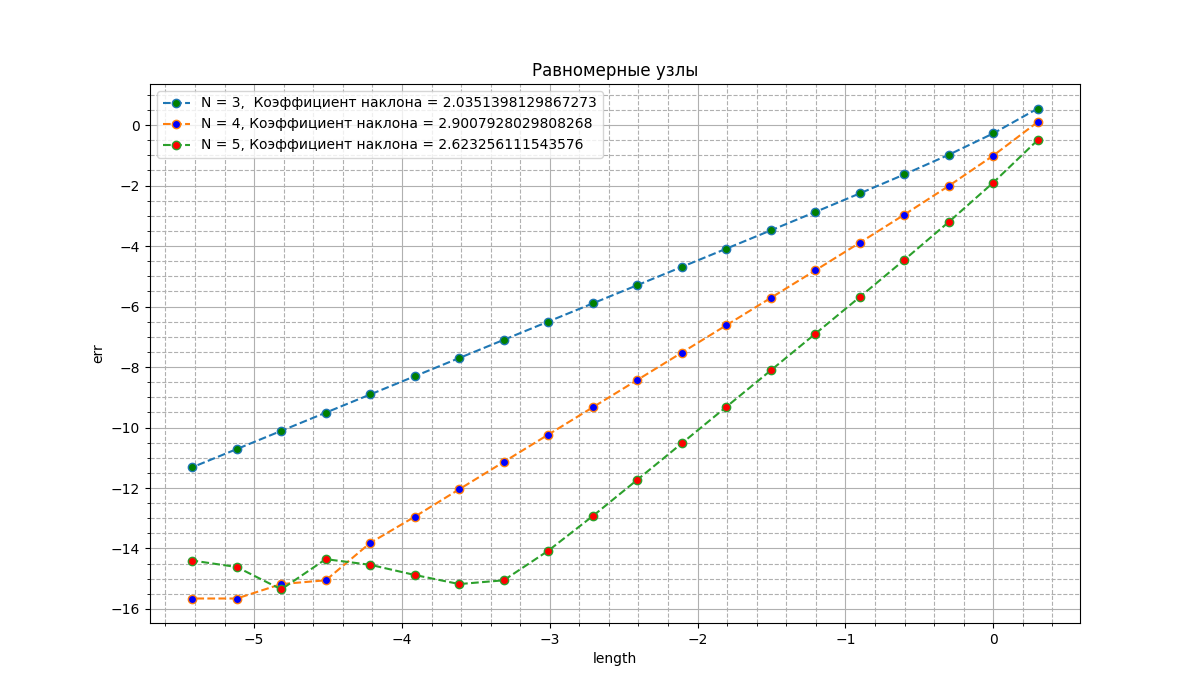 Равномерные узлы
N = 3,  Коэффициент наклона = 2.0351398129867273
N = 4, Коэффициент наклона = 2.9007928029808268
N = 5, Коэффициент наклона = 2.623256111543576
0
−2
−4
−6
−8
−10
−12
−14
−16
err
−5
−4
−3
−2
−1
0
length